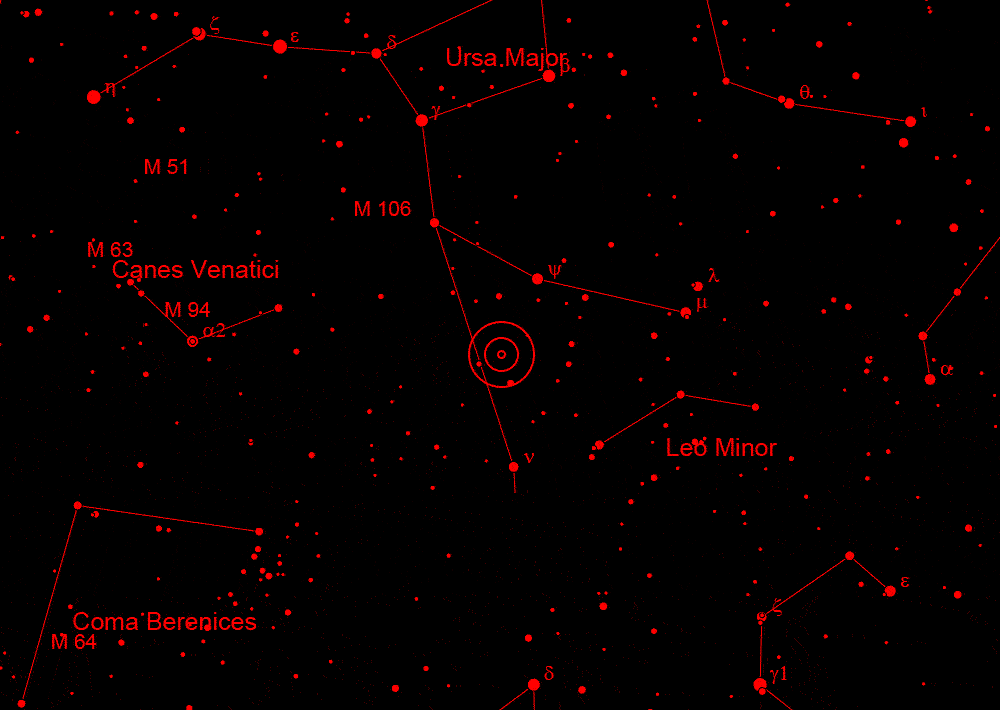 ζ
ε
δ
Ursa Major
β
η
γ
θ
ι
M 51
M 106
M 63
Canes Venatici
ψ
λ
M 94
μ
α2
α
Leo Minor
ν
ε
ζ
Coma Berenices
M 64
δ
γ1